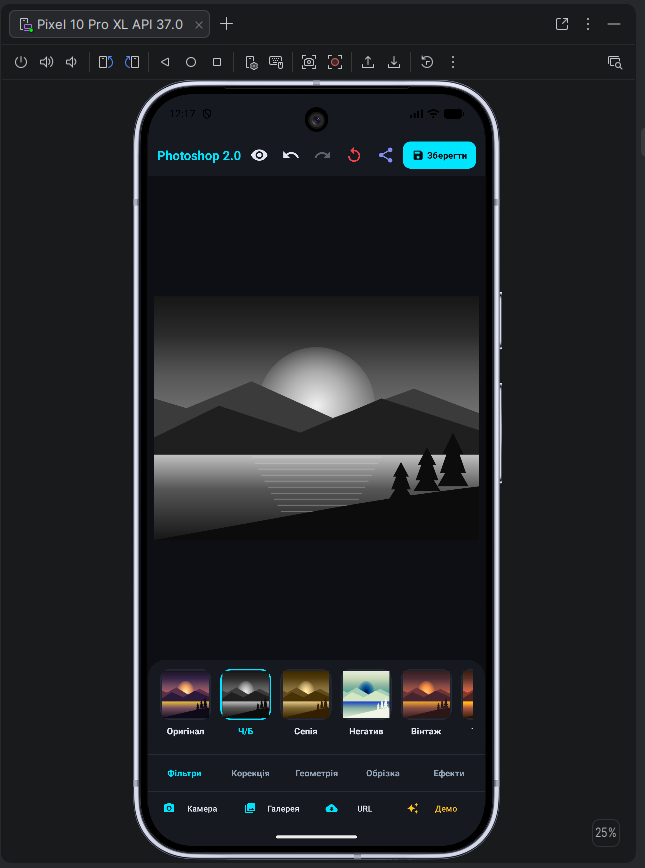 Pixel 10 Pro XL API 37.0
12:17
Photoshop 2.0
Зберегти
Оригінал
Ч/Б
Сепія
Негатив
Вінтаж
Фільтри
Корекція
Геометрія
Обрізка
Ефекти
Камера
Галерея
URL
Демо
25%